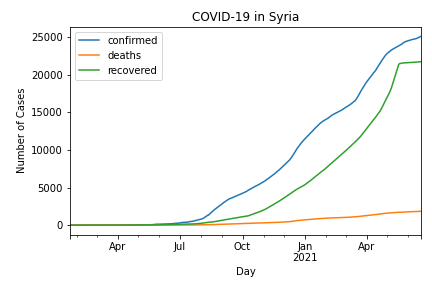 COVID-19 in Syria
confirmed
deaths
recovered
Number of Cases
25000
20000
15000
10000
5000
0
Apr
Jul
Oct
Jan
2021
Apr
Day